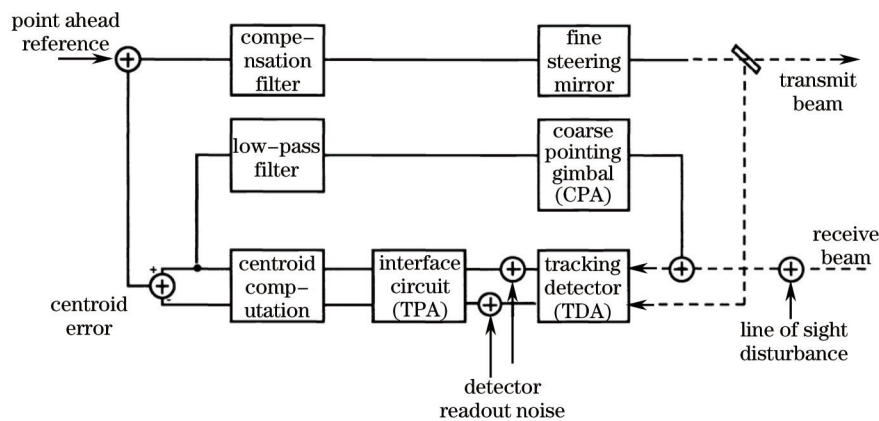 point ahead
reference
compe-
nsation
filter
fine
steering
mirror
transmit
beam
low-pass
filter
coarse
pointing
gimbal
(CPA)
receive
beam
+
-
centroid
comp-
utation
interface
circuit
(TPA)
tracking
detector
(TDA)
centroid
error
line of sight
disturbance
detector
readout noise